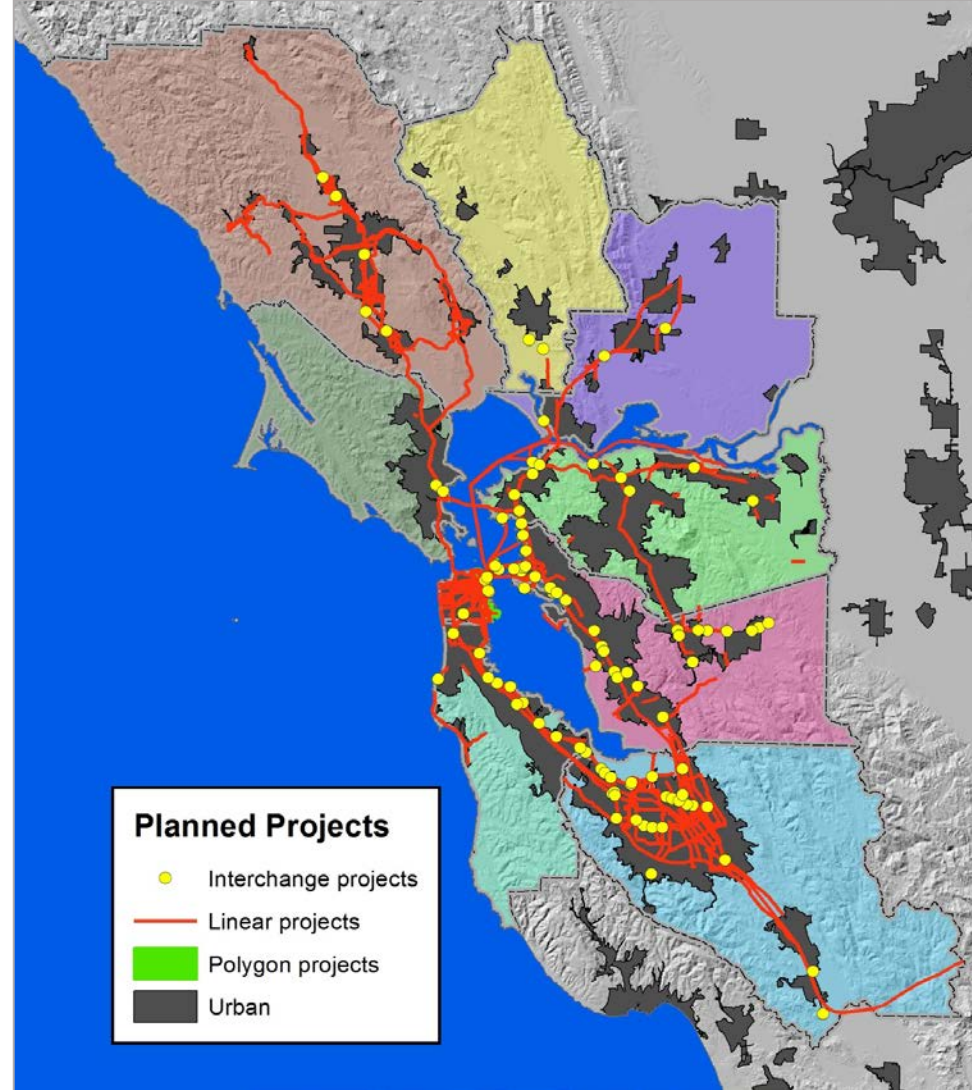 Planned Projects
Interchange projects
Linear projects
Polygon projects
Urban